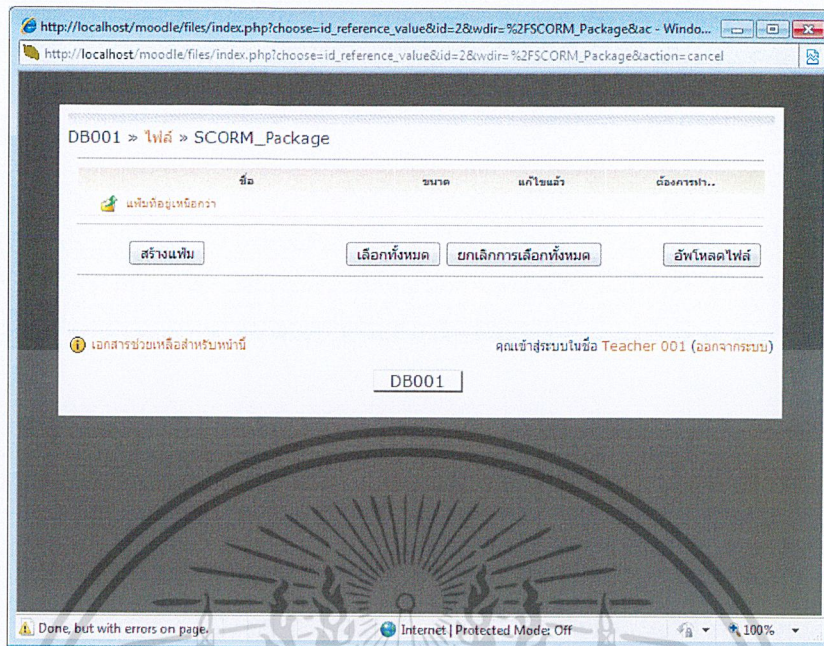 http://localhost/moodle/files/index.php?choose=id_reference_value&id=2&wdir=%2FSCORM_Package&ac - Windo...
http://localhost/moodle/files/index.php?choose=id_reference_value&id=2&wdir=%2FSCORM_Package&action=cancel
DB001 » ไฟล์ » SCORM_Package
ชื่อ ขนาด แก้ไขแล้ว ต้องการทำ..
แฟ้มที่อยู่เหนือกว่า
สร้างแฟ้ม เลือกทั้งหมด ยกเลิกการเลือกทั้งหมด อัพโหลดไฟล์
เอกสารช่วยเหลือสำหรับหน้านี้ คุณเข้าสู่ระบบในชื่อ Teacher 001 (ออกจากระบบ)
DB001
Done, but with errors on page. Internet | Protected Mode: Off 100%